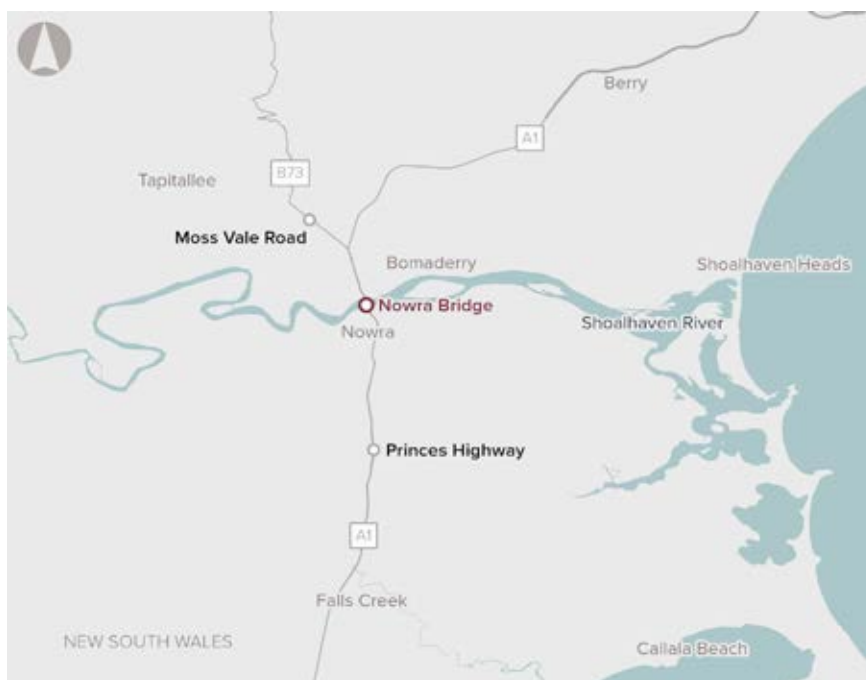 Berry
A1
B73
Tapitallee
Moss Vale Road
Bomaderry
Shoalhaven Heads
Nowra Bridge
Shoalhaven River
Nowra
Princes Highway
A1
Falls Creek
NEW SOUTH WALES
Callala Beach